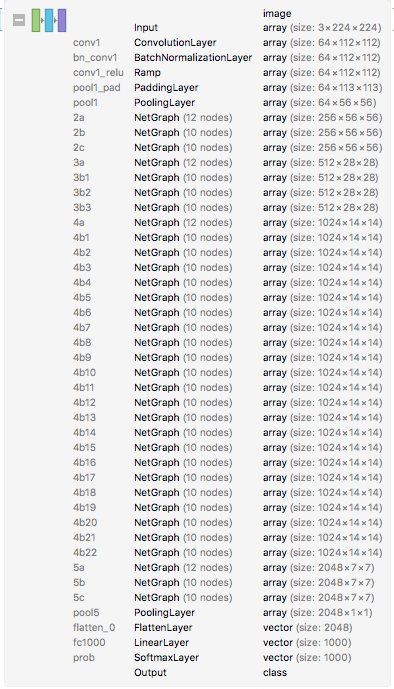 image
Input array (size: 3×224×224)
conv1 ConvolutionLayer array (size: 64×112×112)
bn_conv1 BatchNormalizationLayer array (size: 64×112×112)
conv1_relu Ramp array (size: 64×112×112)
pool1_pad PaddingLayer array (size: 64×113×113)
pool1 PoolingLayer array (size: 64×56×56)
2a NetGraph (12 nodes) array (size: 256×56×56)
2b NetGraph (10 nodes) array (size: 256×56×56)
2c NetGraph (10 nodes) array (size: 256×56×56)
3a NetGraph (12 nodes) array (size: 512×28×28)
3b1 NetGraph (10 nodes) array (size: 512×28×28)
3b2 NetGraph (10 nodes) array (size: 512×28×28)
3b3 NetGraph (10 nodes) array (size: 512×28×28)
4a NetGraph (12 nodes) array (size: 1024×14×14)
4b1 NetGraph (10 nodes) array (size: 1024×14×14)
4b2 NetGraph (10 nodes) array (size: 1024×14×14)
4b3 NetGraph (10 nodes) array (size: 1024×14×14)
4b4 NetGraph (10 nodes) array (size: 1024×14×14)
4b5 NetGraph (10 nodes) array (size: 1024×14×14)
4b6 NetGraph (10 nodes) array (size: 1024×14×14)
4b7 NetGraph (10 nodes) array (size: 1024×14×14)
4b8 NetGraph (10 nodes) array (size: 1024×14×14)
4b9 NetGraph (10 nodes) array (size: 1024×14×14)
4b10 NetGraph (10 nodes) array (size: 1024×14×14)
4b11 NetGraph (10 nodes) array (size: 1024×14×14)
4b12 NetGraph (10 nodes) array (size: 1024×14×14)
4b13 NetGraph (10 nodes) array (size: 1024×14×14)
4b14 NetGraph (10 nodes) array (size: 1024×14×14)
4b15 NetGraph (10 nodes) array (size: 1024×14×14)
4b16 NetGraph (10 nodes) array (size: 1024×14×14)
4b17 NetGraph (10 nodes) array (size: 1024×14×14)
4b18 NetGraph (10 nodes) array (size: 1024×14×14)
4b19 NetGraph (10 nodes) array (size: 1024×14×14)
4b20 NetGraph (10 nodes) array (size: 1024×14×14)
4b21 NetGraph (10 nodes) array (size: 1024×14×14)
4b22 NetGraph (10 nodes) array (size: 1024×14×14)
5a NetGraph (12 nodes) array (size: 2048×7×7)
5b NetGraph (10 nodes) array (size: 2048×7×7)
5c NetGraph (10 nodes) array (size: 2048×7×7)
pool5 PoolingLayer array (size: 2048×1×1)
flatten_0 FlattenLayer vector (size: 2048)
fc1000 LinearLayer vector (size: 1000)
prob SoftmaxLayer vector (size: 1000)
Output class